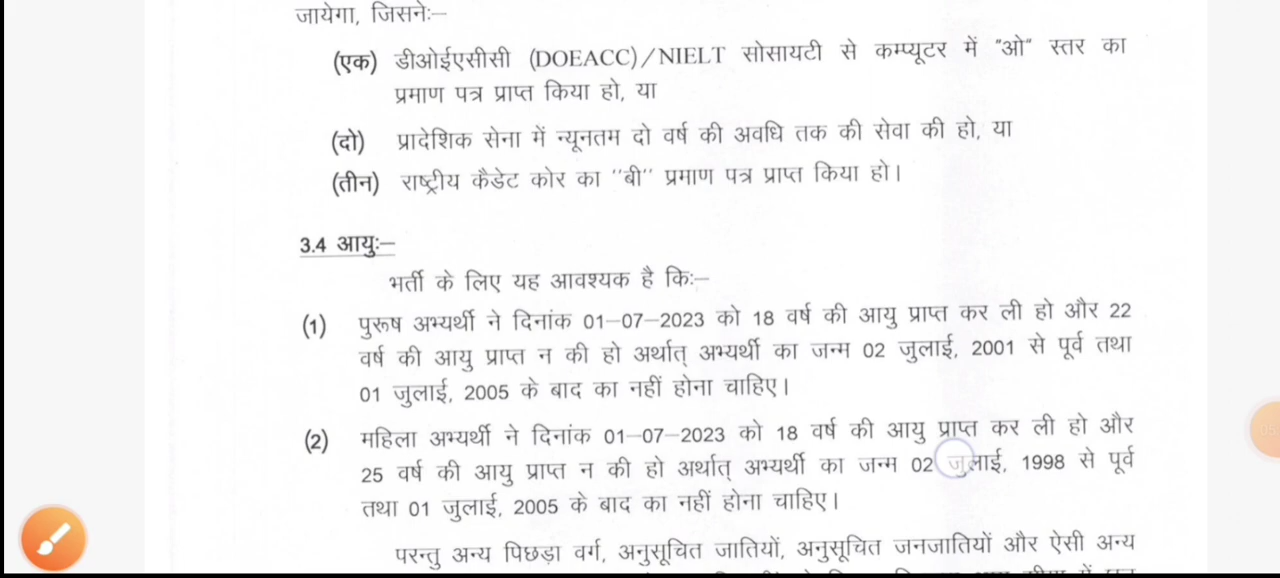 जायेगा, जिसनेः–
(एक) डीओईएसीसी (DOEACC)/NIELT सोसायटी से कम्प्यूटर में "ओ" स्तर का
प्रमाण पत्र प्राप्त किया हो, या
(दो) प्रादेशिक सेना में न्यूनतम दो वर्ष की अवधि तक की सेवा की हो, या
(तीन) राष्ट्रीय कैडेट कोर का ''बी'' प्रमाण पत्र प्राप्त किया हो।
3.4 आयुः–
भर्ती के लिए यह आवश्यक है किः–
(1) पुरूष अभ्यर्थी ने दिनांक 01–07–2023 को 18 वर्ष की आयु प्राप्त कर ली हो और 22
वर्ष की आयु प्राप्त न की हो अर्थात् अभ्यर्थी का जन्म 02 जुलाई, 2001 से पूर्व तथा
01 जुलाई, 2005 के बाद का नहीं होना चाहिए।
(2) महिला अभ्यर्थी ने दिनांक 01–07–2023 को 18 वर्ष की आयु प्राप्त कर ली हो और
25 वर्ष की आयु प्राप्त न की हो अर्थात् अभ्यर्थी का जन्म 02 जुलाई, 1998 से पूर्व
तथा 01 जुलाई, 2005 के बाद का नहीं होना चाहिए।
परन्तु अन्य पिछड़ा वर्ग, अनुसूचित जातियों, अनुसूचित जनजातियों और ऐसी अन्य